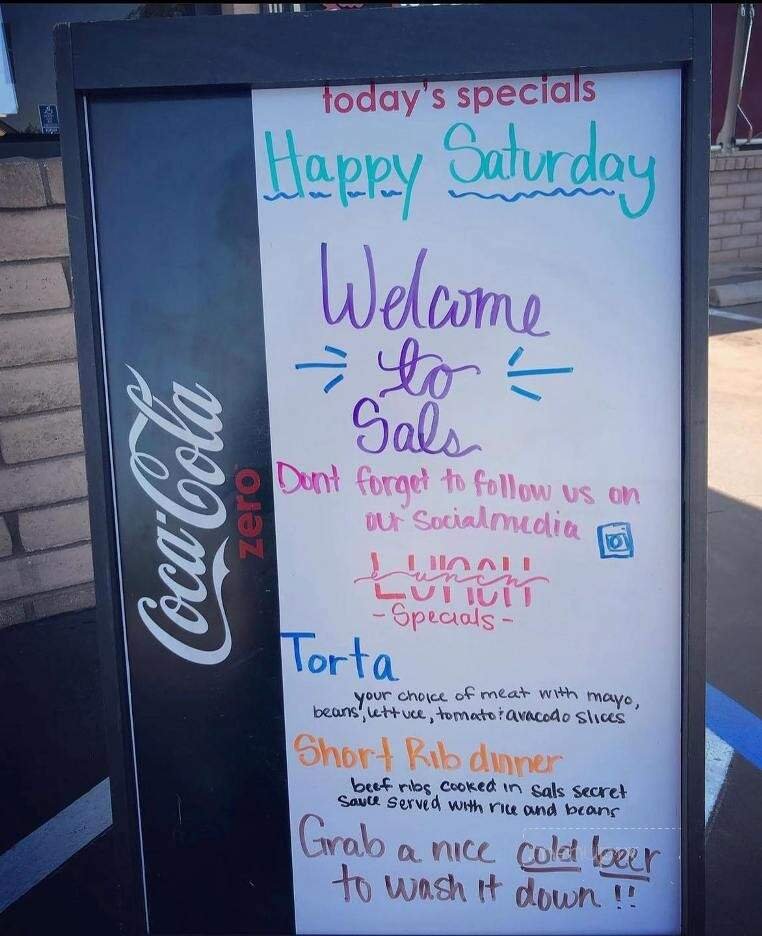 today's specials
Happy Saturday
Welcome
to
Sals
Dont forget to follow us on
our Socialmedia
Lunch
LUNCH
- Specials -
Torta
your choice of meat with mayo,
beans, lettuce, tomato & avacado slices
Short Rib dinner
beef ribs cooked in sals secret
sauce served with rice and beans
Grab a nice cold beer
to wash it down !!
Coca-Cola
zero